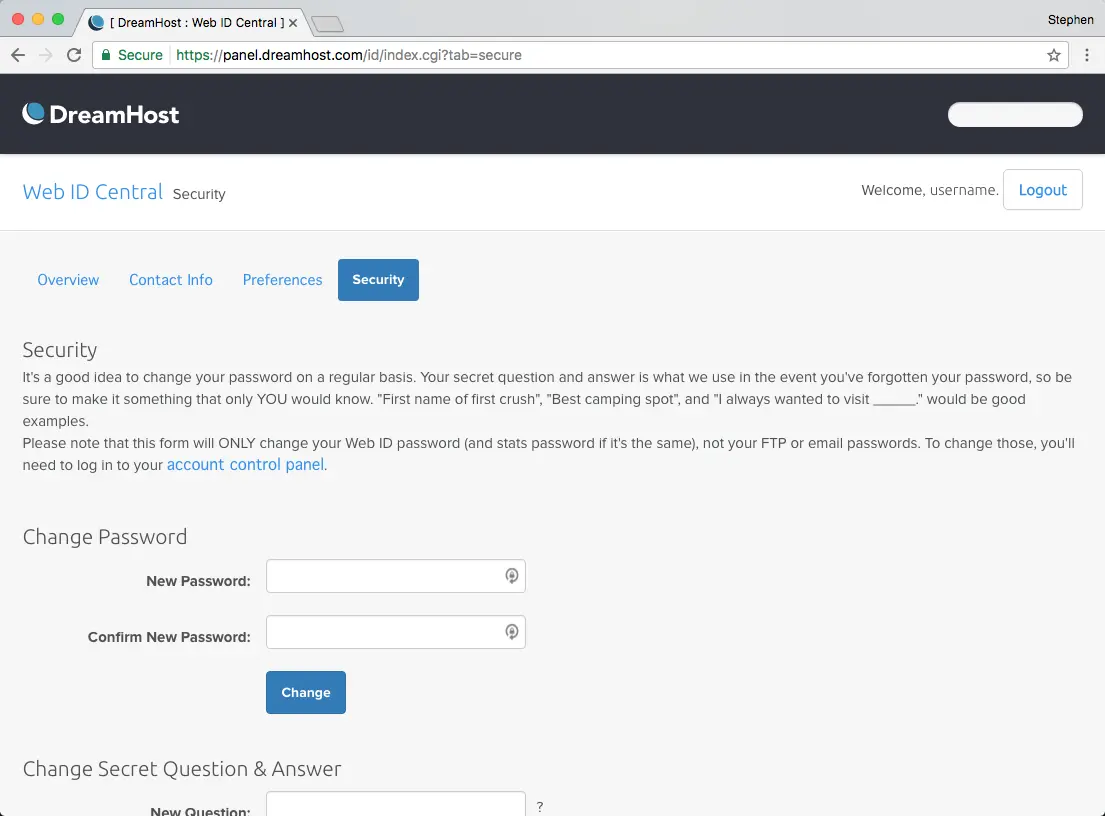 [ DreamHost : Web ID Central ]
Stephen
Secure https://panel.dreamhost.com/id/index.cgi?tab=secure
DreamHost
Web ID Central Security
Welcome, username. Logout
Overview Contact Info Preferences Security
Security
It's a good idea to change your password on a regular basis. Your secret question and answer is what we use in the event you've forgotten your password, so be
sure to make it something that only YOU would know. "First name of first crush", "Best camping spot", and "I always wanted to visit ______." would be good
examples.
Please note that this form will ONLY change your Web ID password (and stats password if it's the same), not your FTP or email passwords. To change those, you'll
need to log in to your account control panel.
Change Password
New Password:
Confirm New Password:
Change
Change Secret Question & Answer
New Question: ?